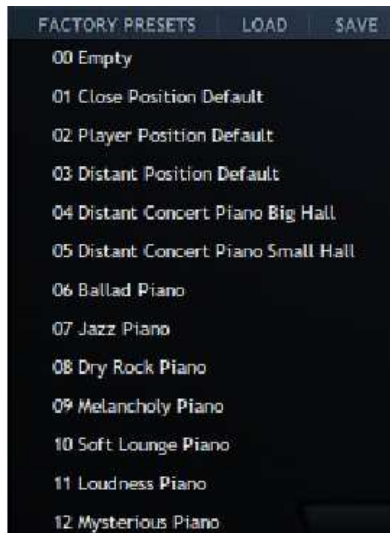 FACTORY PRESETS LOAD SAVE
00 Empty
01 Close Position Default
02 Player Position Default
03 Distant Position Default
04 Distant Concert Piano Big Hall
05 Distant Concert Piano Small Hall
06 Ballad Piano
07 Jazz Piano
08 Dry Rock Piano
09 Melancholy Piano
10 Soft Lounge Piano
11 Loudness Piano
12 Mysterious Piano